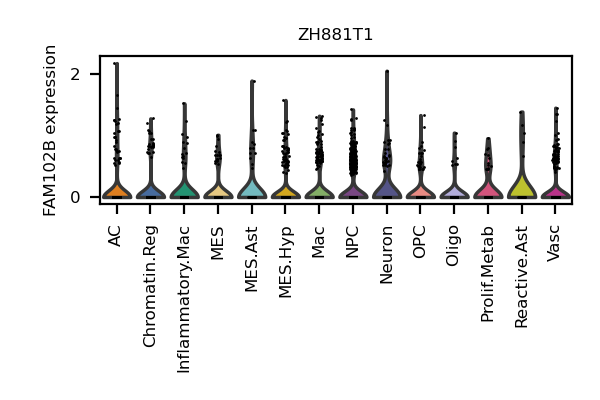 ZH881T1
FAM102B expression
2
0
AC
Chromatin.Reg
Inflammatory.Mac
MES
MES.Ast
MES.Hyp
Mac
NPC
Neuron
OPC
Oligo
Prolif.Metab
Reactive.Ast
Vasc